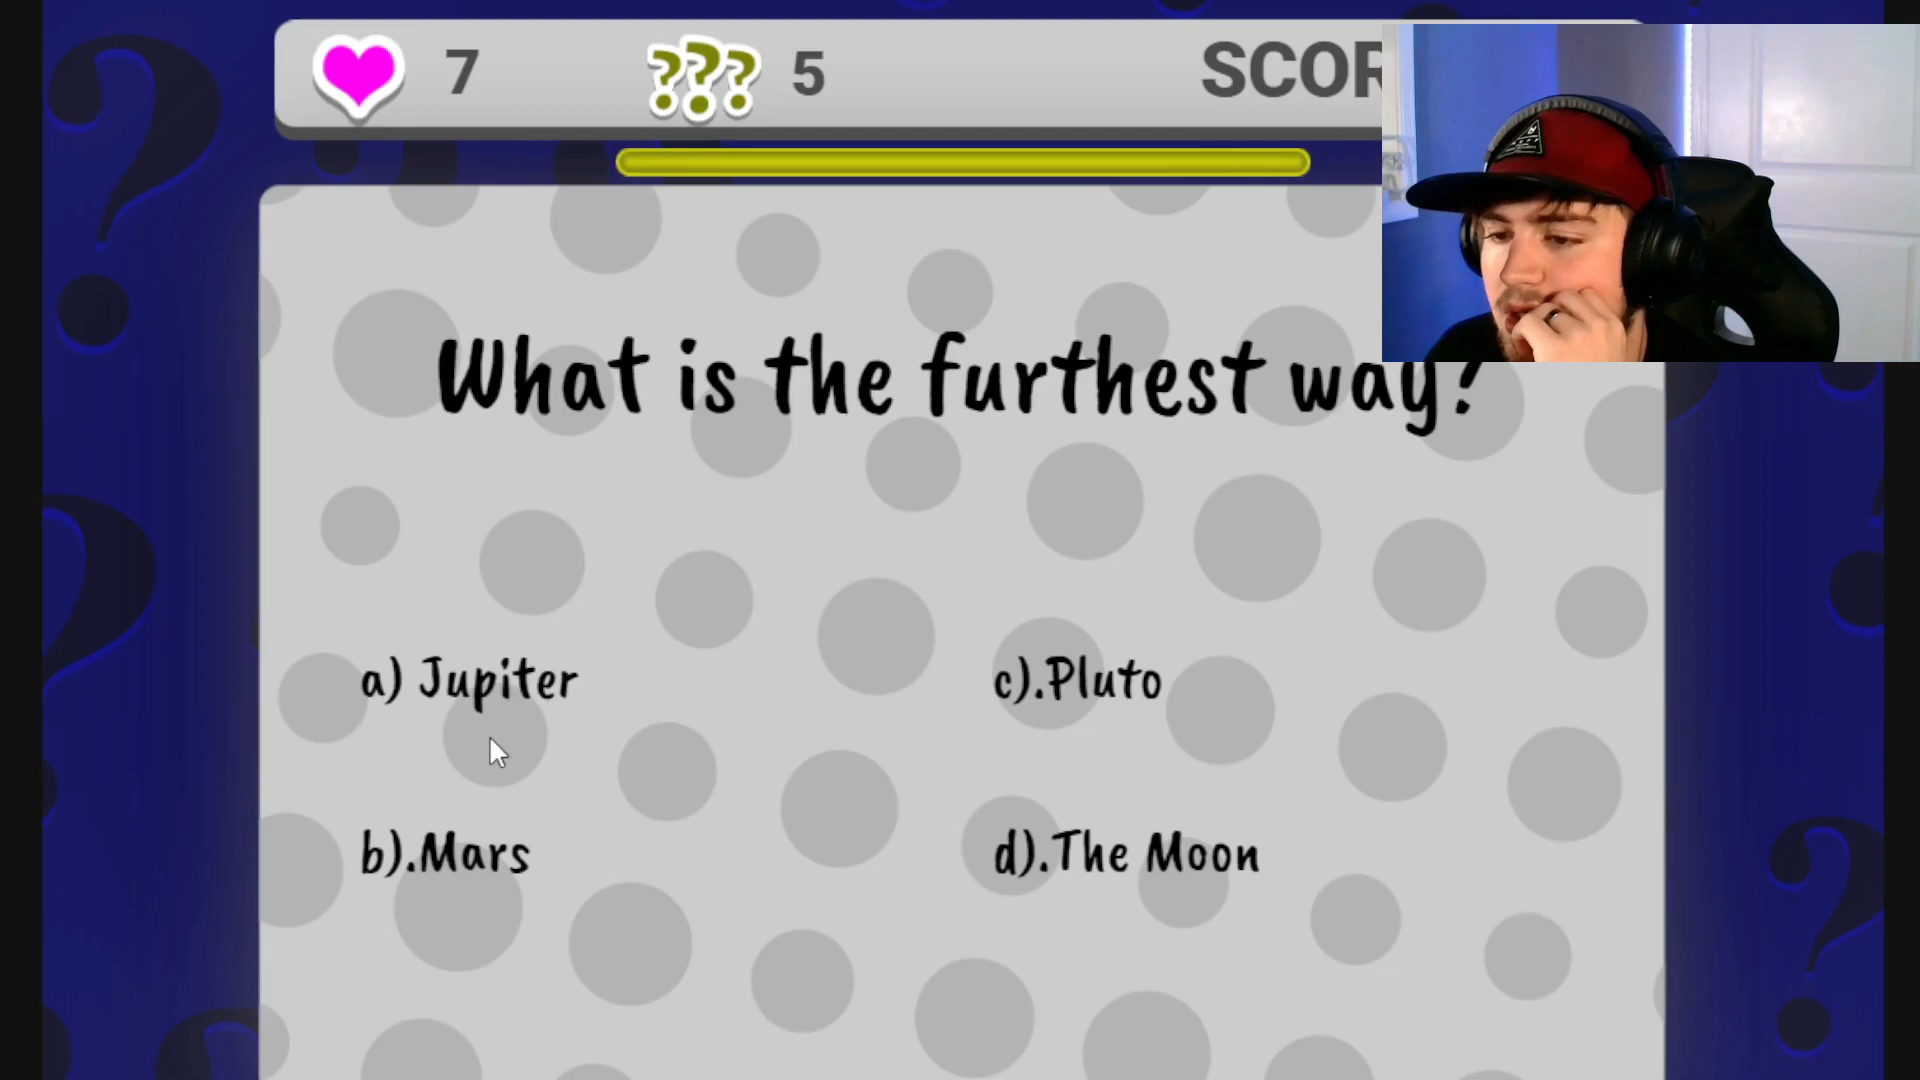 7 ??? 5 SCOR
What is the furthest way?
a) Jupiter
c).Pluto
b).Mars
d).The Moon